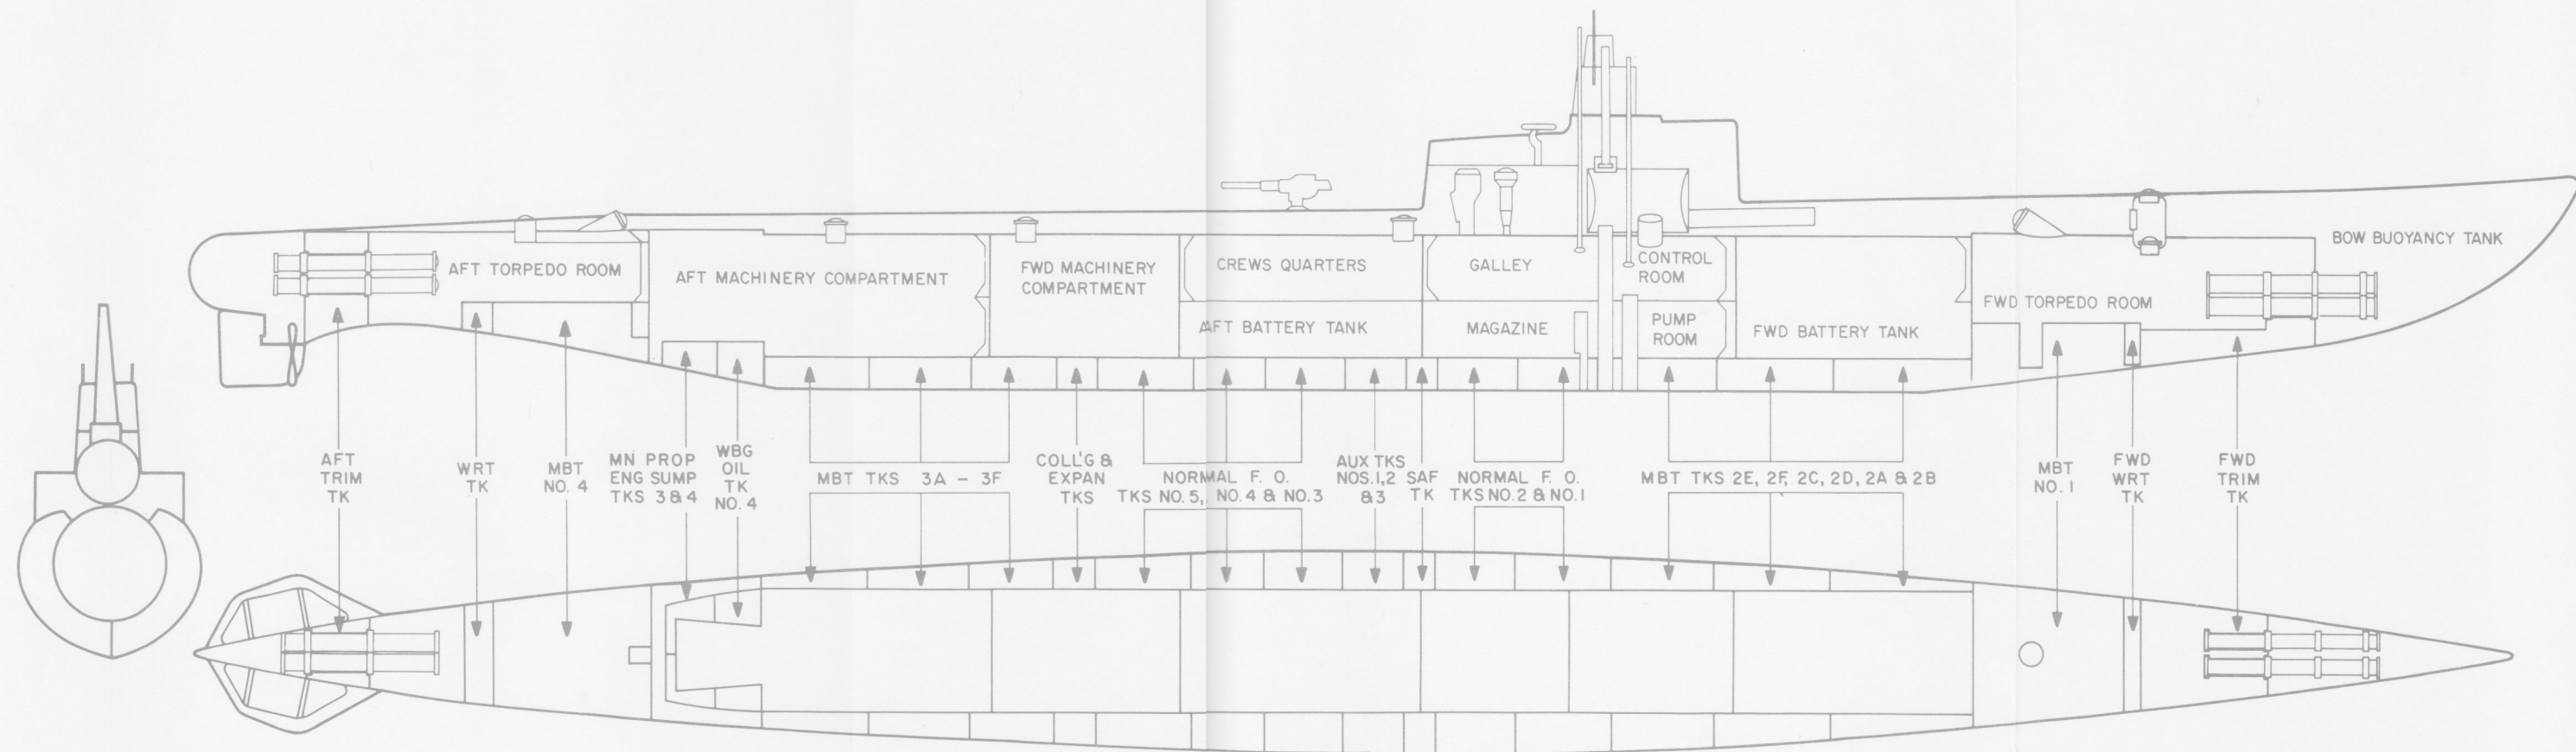 BOW BUOYANCY TANK
AFT TORPEDO ROOM
AFT MACHINERY COMPARTMENT
FWD MACHINERY
COMPARTMENT
CREWS QUARTERS
GALLEY
CONTROL
ROOM
FWD TORPEDO ROOM
AFT BATTERY TANK
MAGAZINE
PUMP
ROOM
FWD BATTERY TANK
AFT
TRIM
TK
WRT
TK
MBT
NO. 4
MN PROP
ENG SUMP
TKS 3 & 4
WBG
OIL
TK
NO. 4
MBT TKS 3A - 3F
COLL'G &
EXPAN
TKS
NORMAL F. O.
TKS NO. 5, NO. 4 & NO. 3
AUX TKS
NOS. 1, 2
& 3
SAF
TK
NORMAL F. O.
TKS NO. 2 & NO. 1
MBT TKS 2E, 2F, 2C, 2D, 2A & 2B
MBT
NO. 1
FWD
WRT
TK
FWD
TRIM
TK